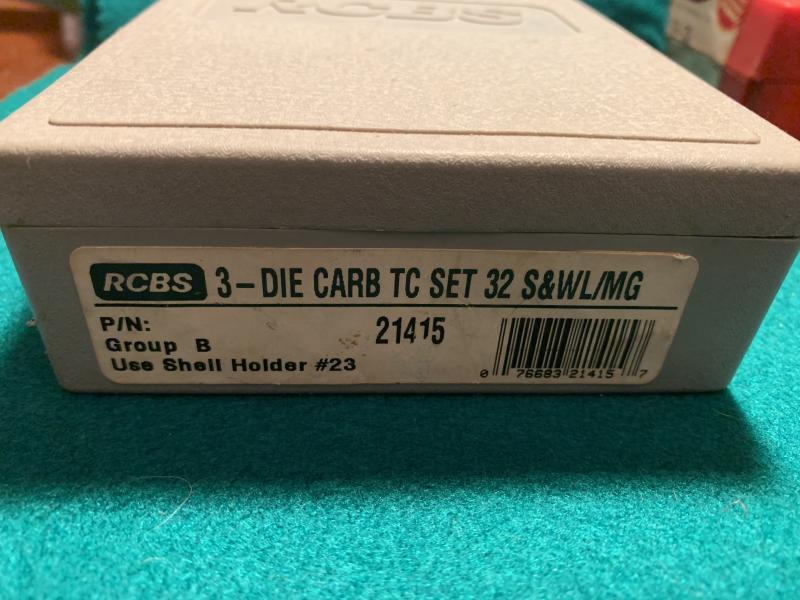 RCBS
RCBS 3-DIE CARB TC SET 32 S&WL/MG
P/N: 21415
Group B
Use Shell Holder #23
0 76683 21415 7